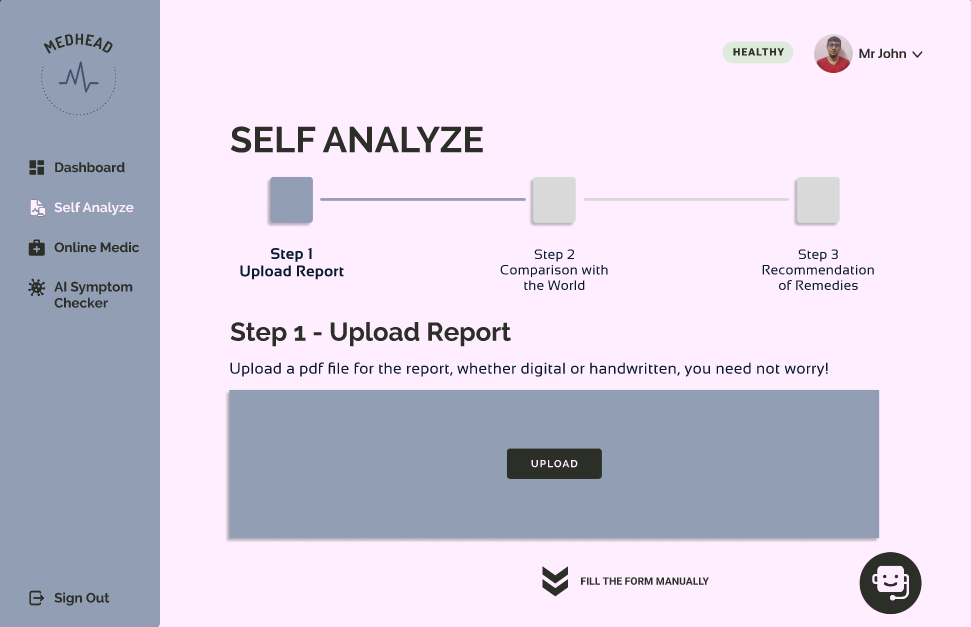 MEDHEAD
Dashboard
Self Analyze
Online Medic
AI Symptom
Checker
Sign Out
HEALTHY
Mr John
SELF ANALYZE
Step 1
Upload Report
Step 2
Comparison with
the World
Step 3
Recommendation
of Remedies
Step 1 - Upload Report
Upload a pdf file for the report, whether digital or handwritten, you need not worry!
UPLOAD
FILL THE FORM MANUALLY